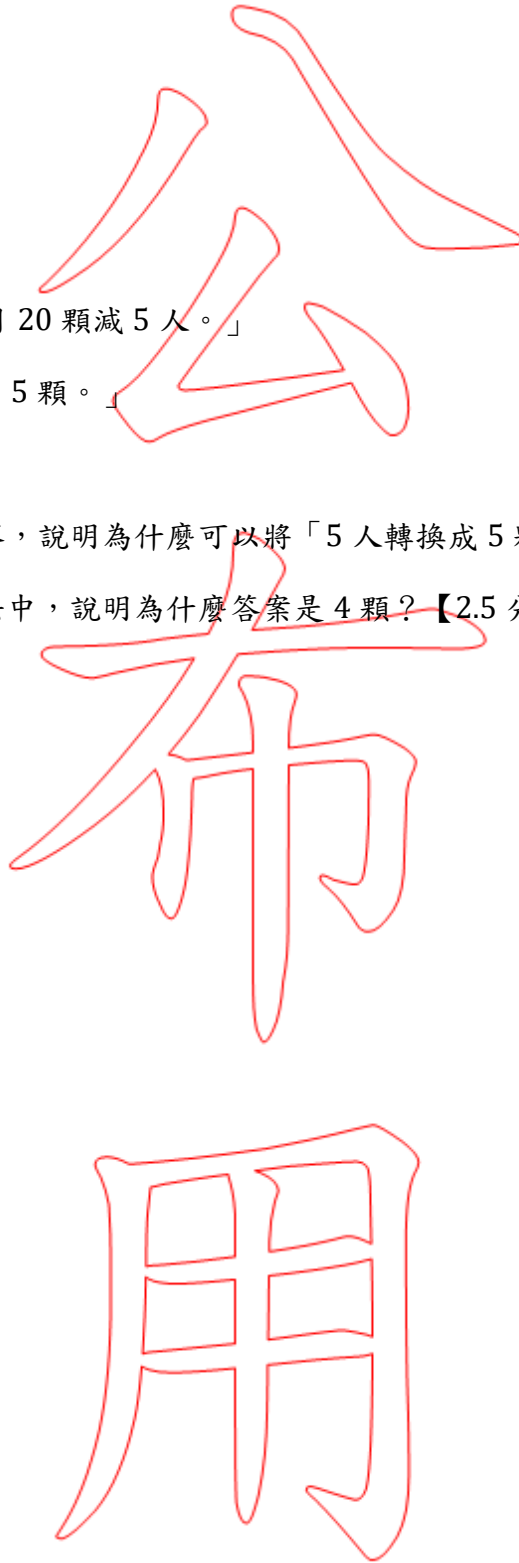 20 顆減 5 人。」
5 顆。」
，說明為什麼可以將「5 人轉換成 5
中，說明為什麼答案是 4 顆？【2.5 分
公
布
用